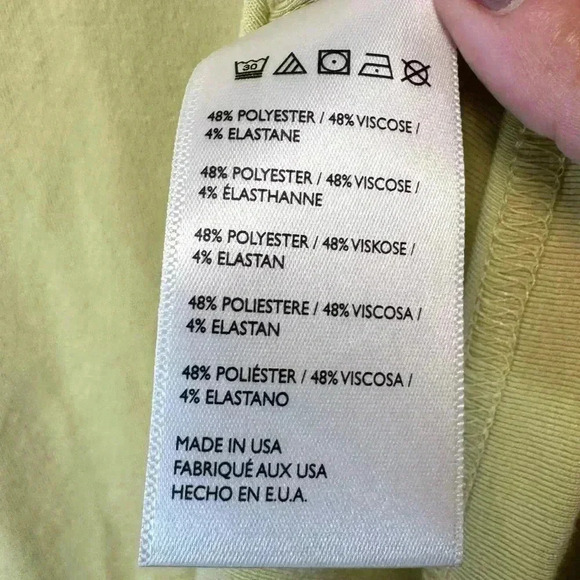 30
48% POLYESTER / 48% VISCOSE /
4% ELASTANE
48% POLYESTER / 48% VISCOSE /
4% ÉLASTHANNE
48% POLYESTER / 48% VISKOSE /
4% ELASTAN
48% POLIESTERE / 48% VISCOSA /
4% ELASTAN
48% POLIÉSTER / 48% VISCOSA /
4% ELASTANO
MADE IN USA
FABRIQUÉ AUX USA
HECHO EN E.U.A.